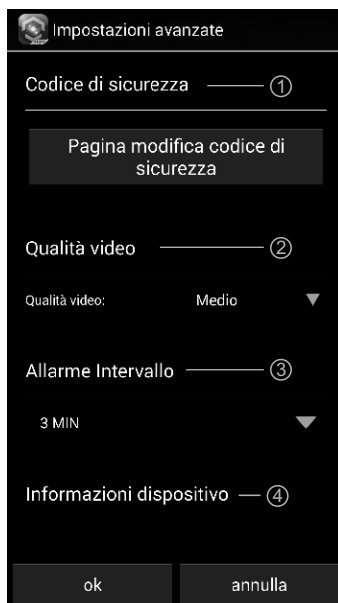 Impostazioni avanzate
Codice di sicurezza ①
Pagina modifica codice di
sicurezza
Qualità video ②
Qualità video: Medio
Allarme Intervallo ③
3 MIN
Informazioni dispositivo ④
ok annulla